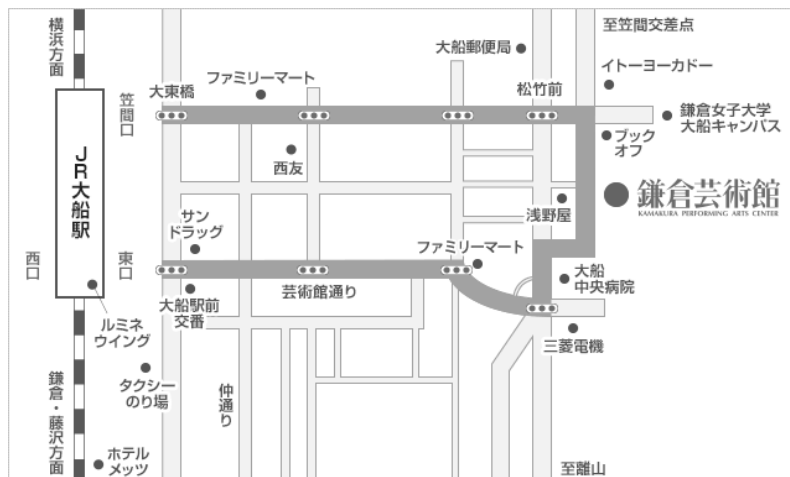 横浜方面
JR大船駅
西口
笠間口
東口
ルミネ
ウイング
鎌倉・藤沢方面
ホテル
メッツ
タクシー
のり場
大東橋
ファミリーマート
西友
サン
ドラッグ
大船駅前
交番
仲通り
芸術館通り
大船郵便局
松竹前
至笠間交差点
イトーヨーカドー
鎌倉女子大学
大船キャンパス
ブック
オフ
鎌倉芸術館
KAMAKURA PERFORMING ARTS CENTER
浅野屋
ファミリーマート
大船
中央病院
三菱電機
至離山